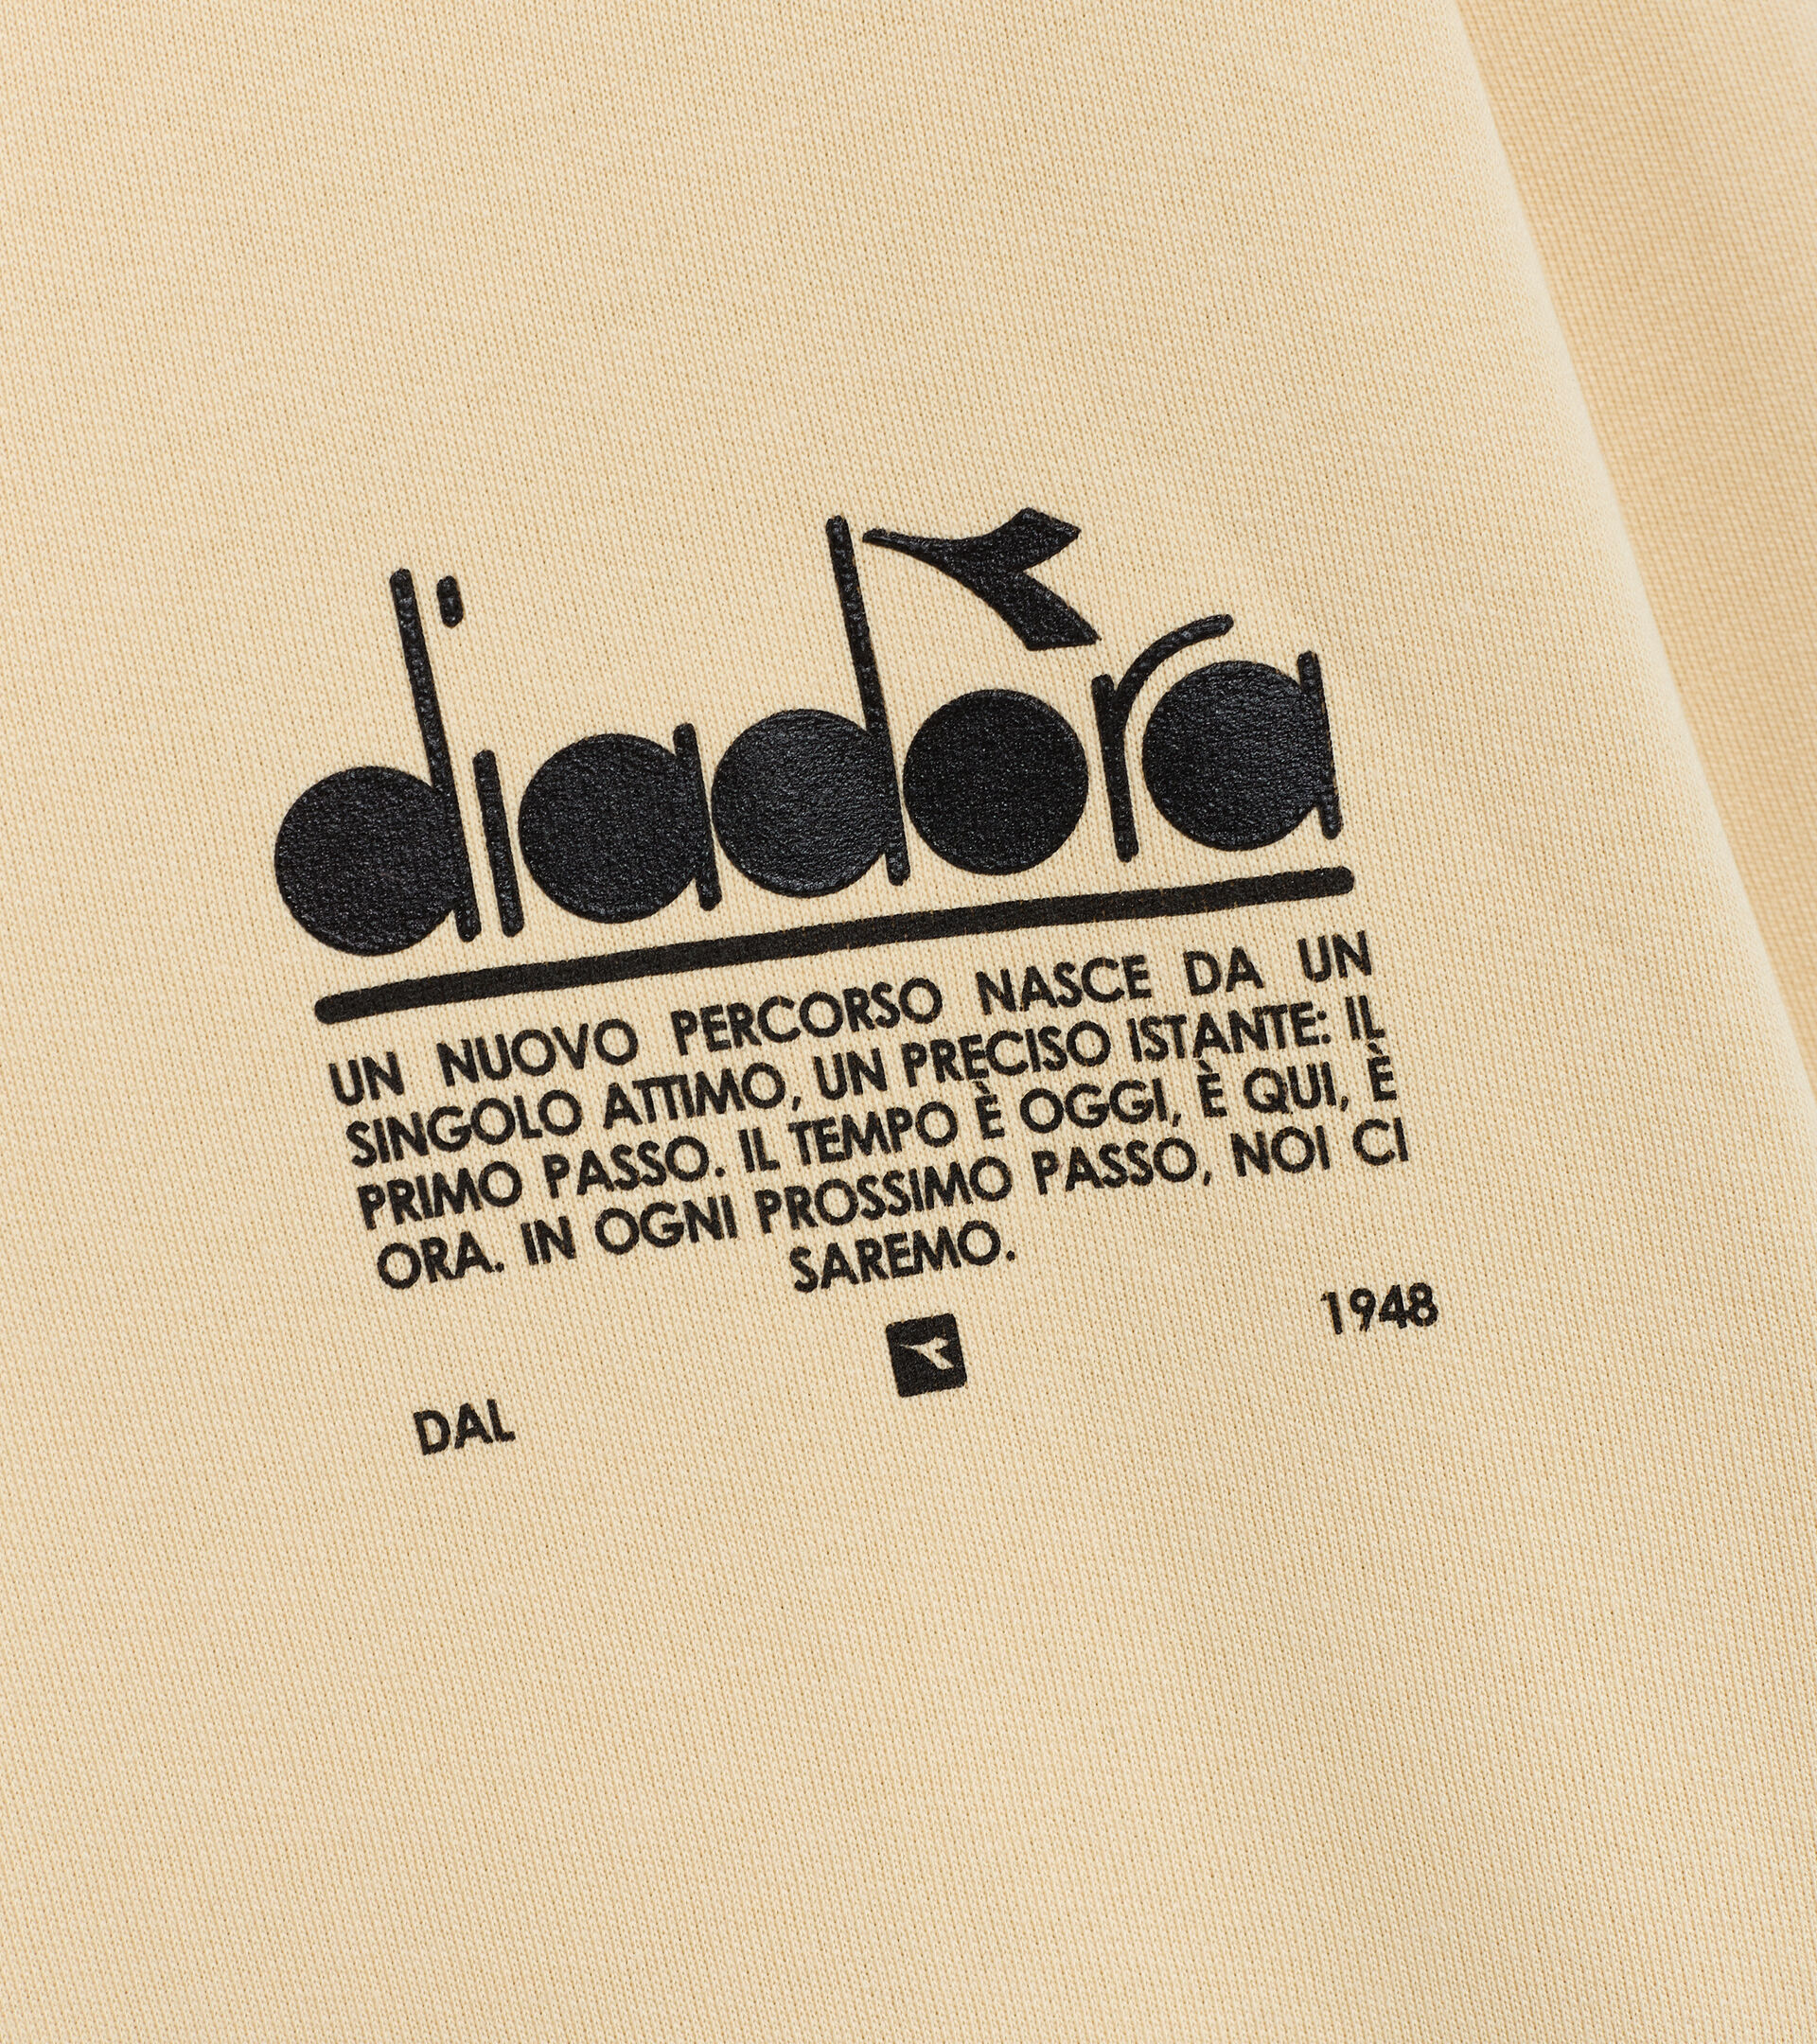 diadora
UN NUOVO PERCORSO NASCE DA UN
SINGOLO ATTIMO, UN PRECISO ISTANTE: IL
PRIMO PASSO. IL TEMPO È OGGI, È QUI, È
ORA. IN OGNI PROSSIMO PASSO, NOI CI
SAREMO.
DAL 1948